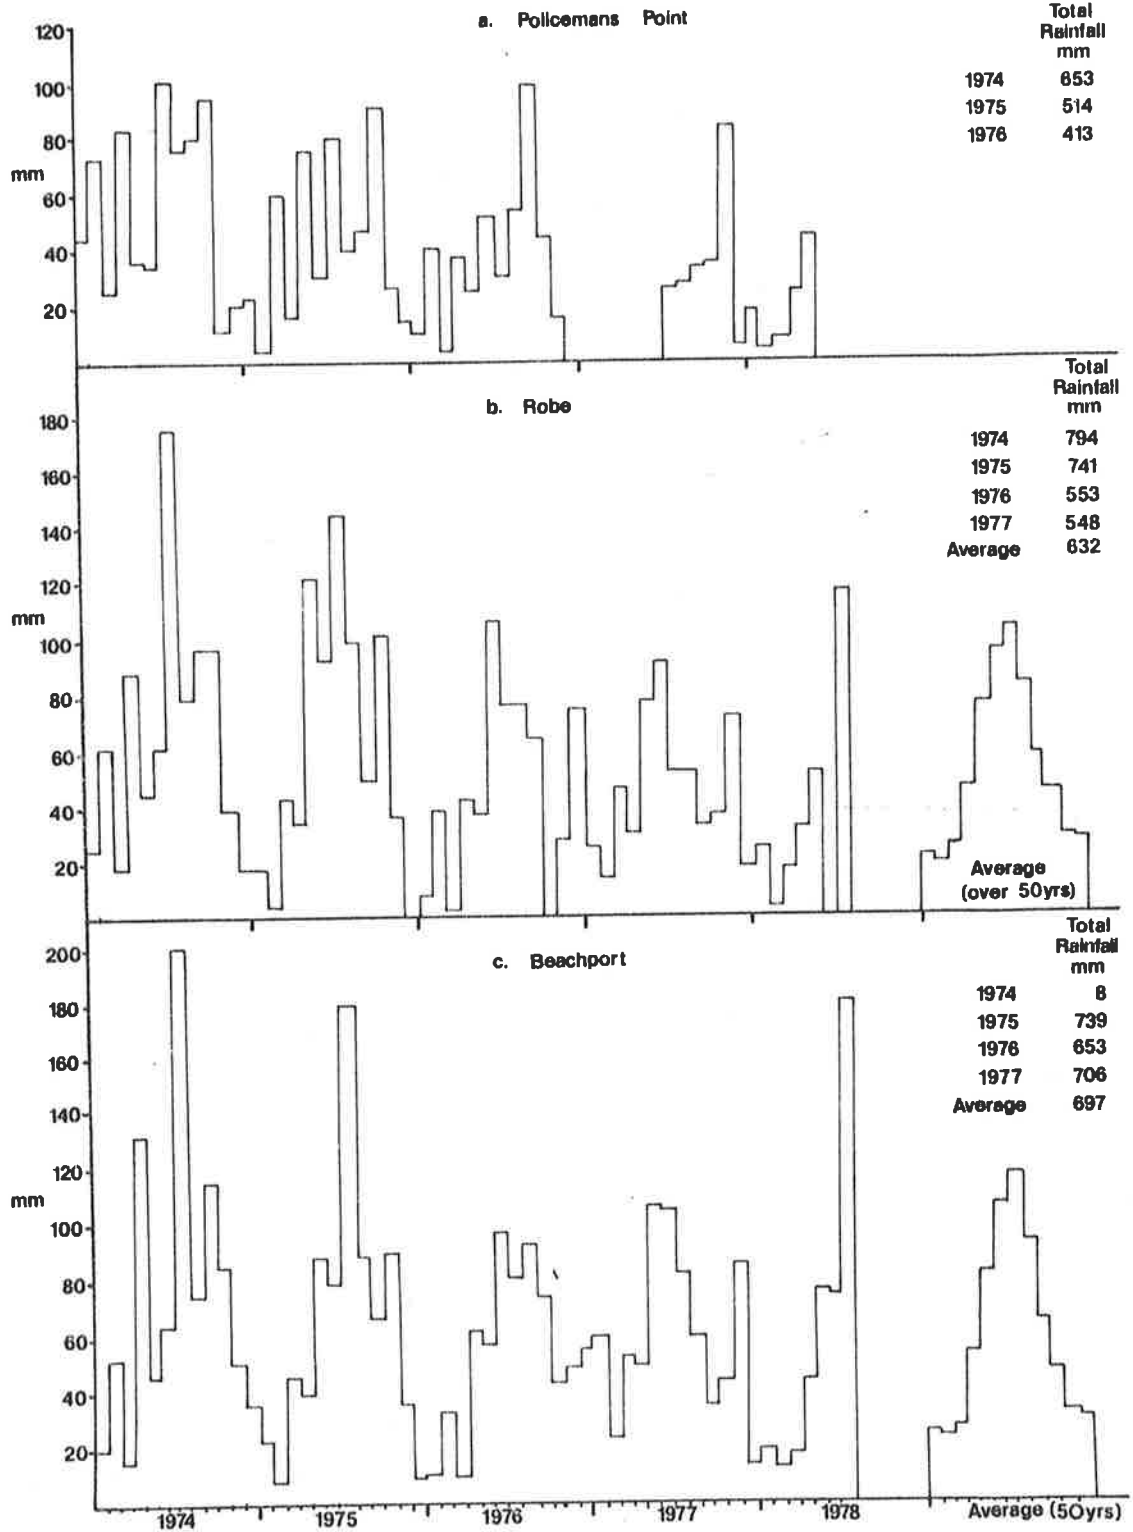 a. Policemans Point
Total
Rainfall
mm
1974 653
1975 514
1976 413
120
100
80
mm
60
40
20
b. Robe
Total
Rainfall
mm
1974 794
1975 741
1976 553
1977 548
Average 632
180
160
140
120
mm
100
80
60
40
20
Average
(over 50yrs)
c. Beachport
Total
Rainfall
mm
1974 8
1975 739
1976 653
1977 706
Average 697
200
180
160
140
120
mm
100
80
60
40
20
1974 1975 1976 1977 1978 Average (50yrs)